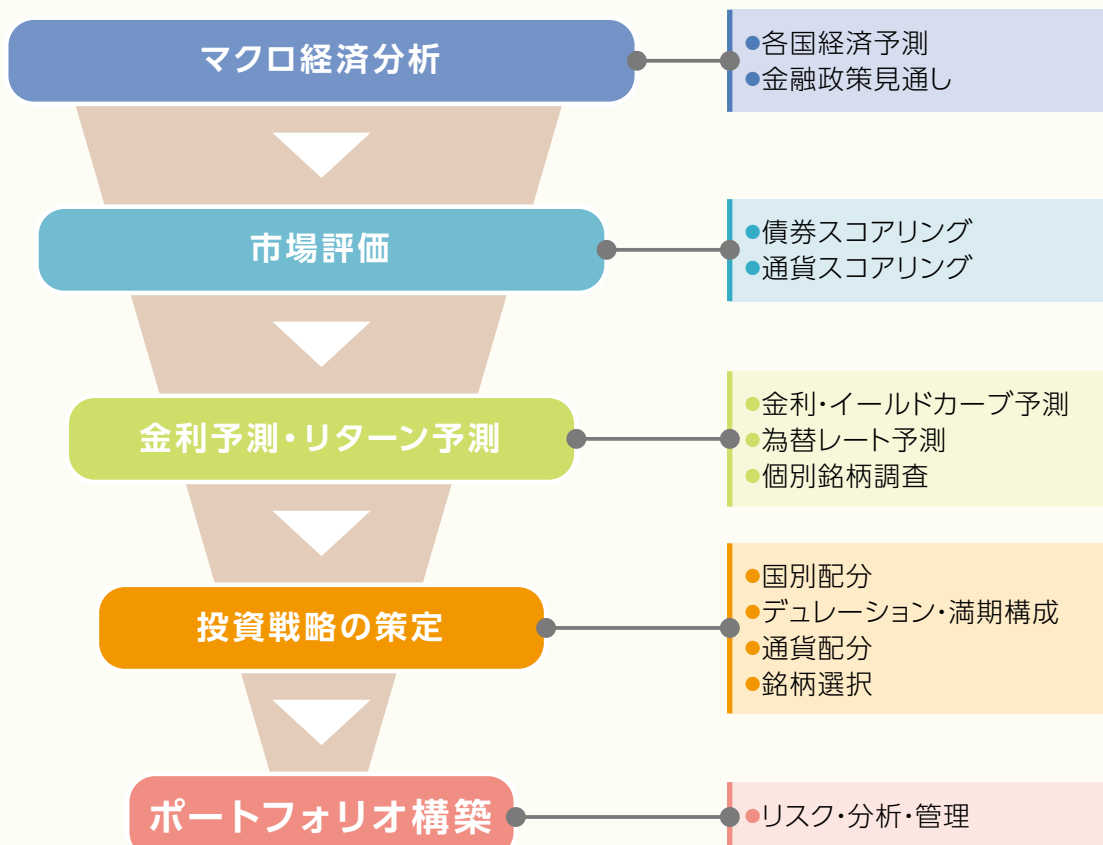 マクロ経済分析
●各国経済予測
●金融政策見通し
市場評価
●債券スコアリング
●通貨スコアリング
金利予測・リターン予測
●金利・イールドカーブ予測
●為替レート予測
●個別銘柄調査
投資戦略の策定
●国別配分
●デュレーション・満期構成
●通貨配分
●銘柄選択
ポートフォリオ構築
●リスク・分析・管理